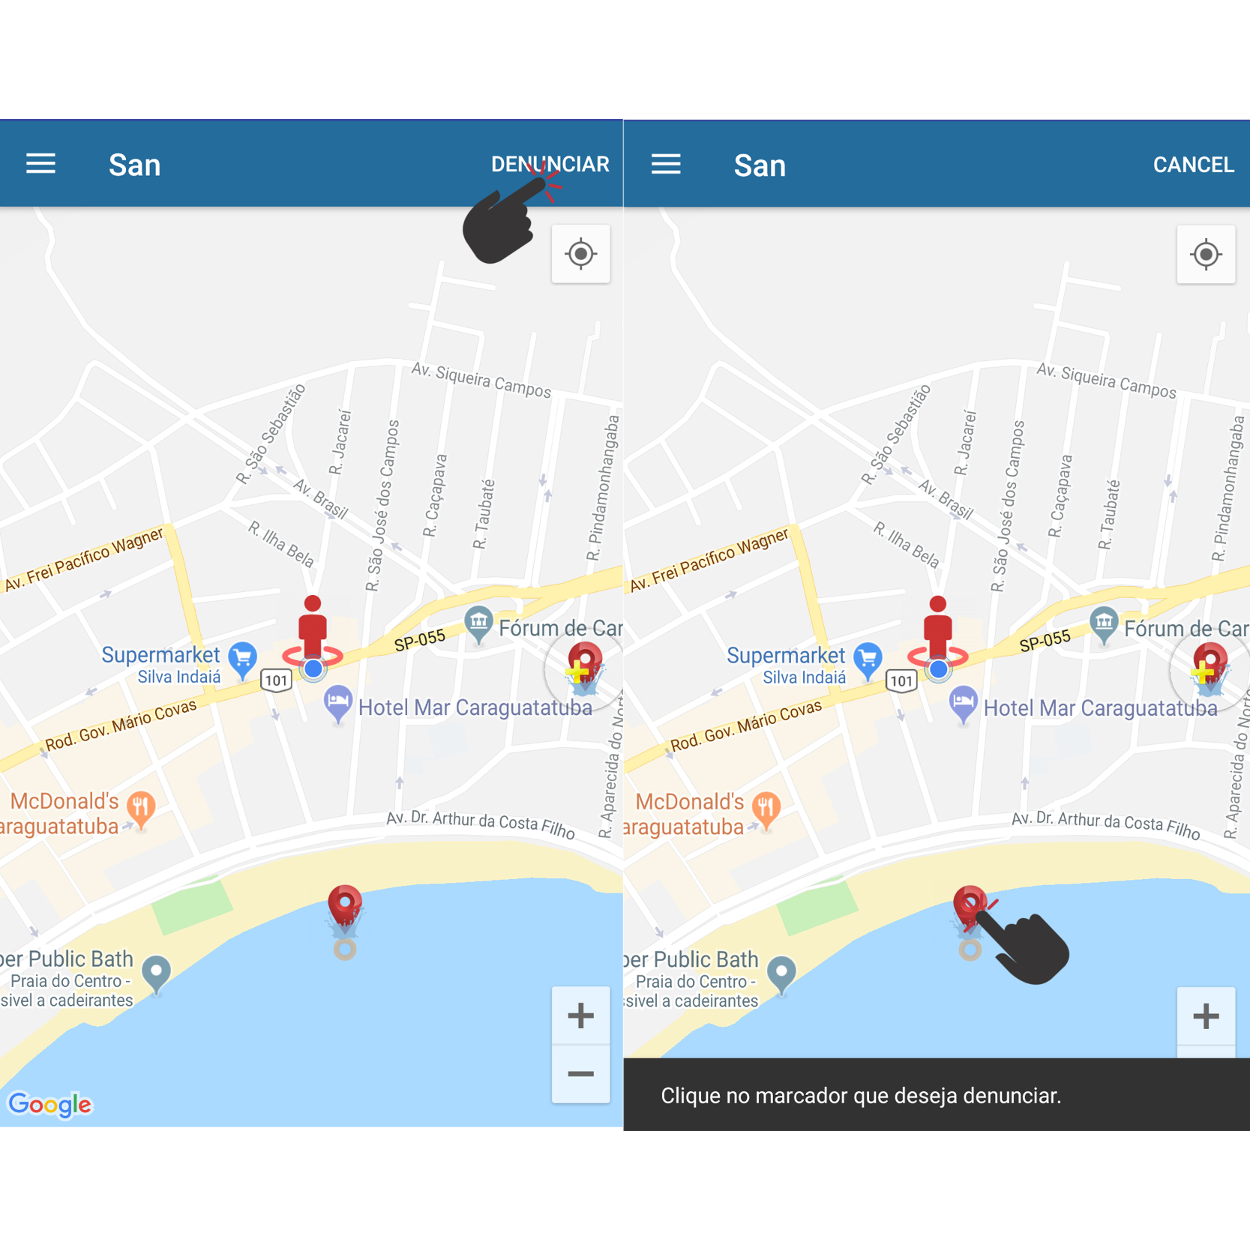 San
DENUNCIAR
Av. Siqueira Campos
R. São Sebastião
R. Jacareí
R. São José dos Campos
R. Caçapava
R. Taubaté
R. Pindamonhangaba
Av. Brasil
R. Ilha Bela
Av. Frei Pacífico Wagner
SP-055
Fórum de Car
Supermarket
Silva Indaiá
101
Hotel Mar Caraguatatuba
Rod. Gov. Mário Covas
R. Aparecida do Norte
McDonald's
araguatatuba
Av. Dr. Arthur da Costa Filho
per Public Bath
Praia do Centro -
ssivel a cadeirantes
Google
San
CANCEL
Av. Siqueira Campos
R. São Sebastião
R. Jacareí
R. São José dos Campos
R. Caçapava
R. Taubaté
R. Pindamonhangaba
Av. Brasil
R. Ilha Bela
Av. Frei Pacífico Wagner
SP-055
Fórum de Car
Supermarket
Silva Indaiá
101
Hotel Mar Caraguatatuba
Rod. Gov. Mário Covas
R. Aparecida do Norte
McDonald's
araguatatuba
Av. Dr. Arthur da Costa Filho
per Public Bath
Praia do Centro -
ssivel a cadeirantes
Clique no marcador que deseja denunciar.